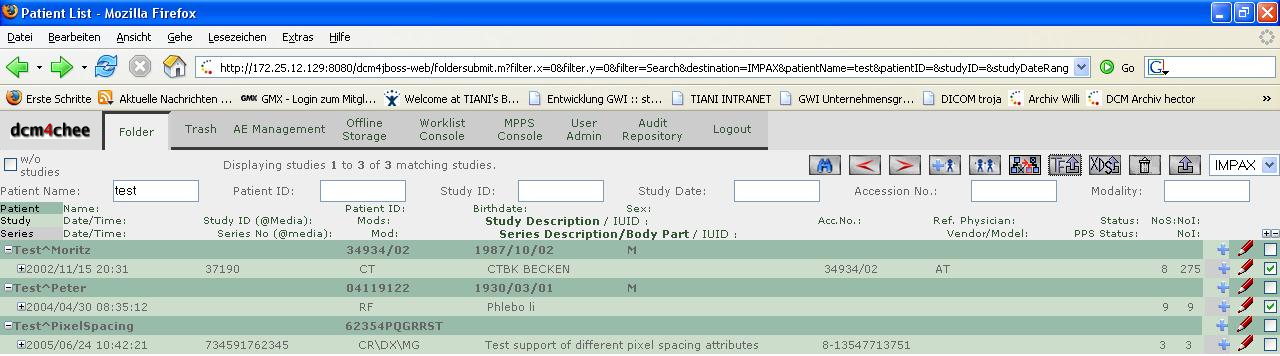 Patient List - Mozilla Firefox
Datei Bearbeiten Ansicht Gehe Lesezeichen Extras Hilfe
http://172.25.12.129:8080/dcm4jboss-web/foldersubmit.m?filter.x=0&filter.y=0&filter=Search&destination=IMPAX&patientName=test&patientID=&studyID=&studyDateRang Go G
Erste Schritte Aktuelle Nachrichten ... GMX GMX - Login zum Mitgl... Welcome at TIANI's B... Entwicklung GWI :: st... TIANI INTRANET GWI Unternehmensgr... DICOM troja Archiv Willi DCM Archiv hector »
dcm4chee Folder Trash AE Management Offline Storage Worklist Console MPPS Console User Admin Audit Repository Logout
w/o studies Displaying studies 1 to 3 of 3 matching studies. TF XDS IMPAX
Patient Name: test Patient ID: Study ID: Study Date: Accession No.: Modality:
Patient Name: Patient ID: Birthdate: Sex:
Study Date/Time: Study ID (@Media): Mods: Study Description / IUID : Acc.No.: Ref. Physician: Status: NoS: NoI:
Series Date/Time: Series No (@media): Mod: Series Description/Body Part / IUID : Vendor/Model: PPS Status: NoI:
Test^Moritz 34934/02 1987/10/02 M
2002/11/15 20:31 37190 CT CTBK BECKEN 34934/02 AT 8 275
Test^Peter 04119122 1930/03/01 M
2004/04/30 08:35:12 RF Phlebo li 9 9
Test^PixelSpacing 62354PQGRRST
2005/06/24 10:42:21 734591762345 CR\DX\MG Test support of different pixel spacing attributes 8-13547713751 3 3